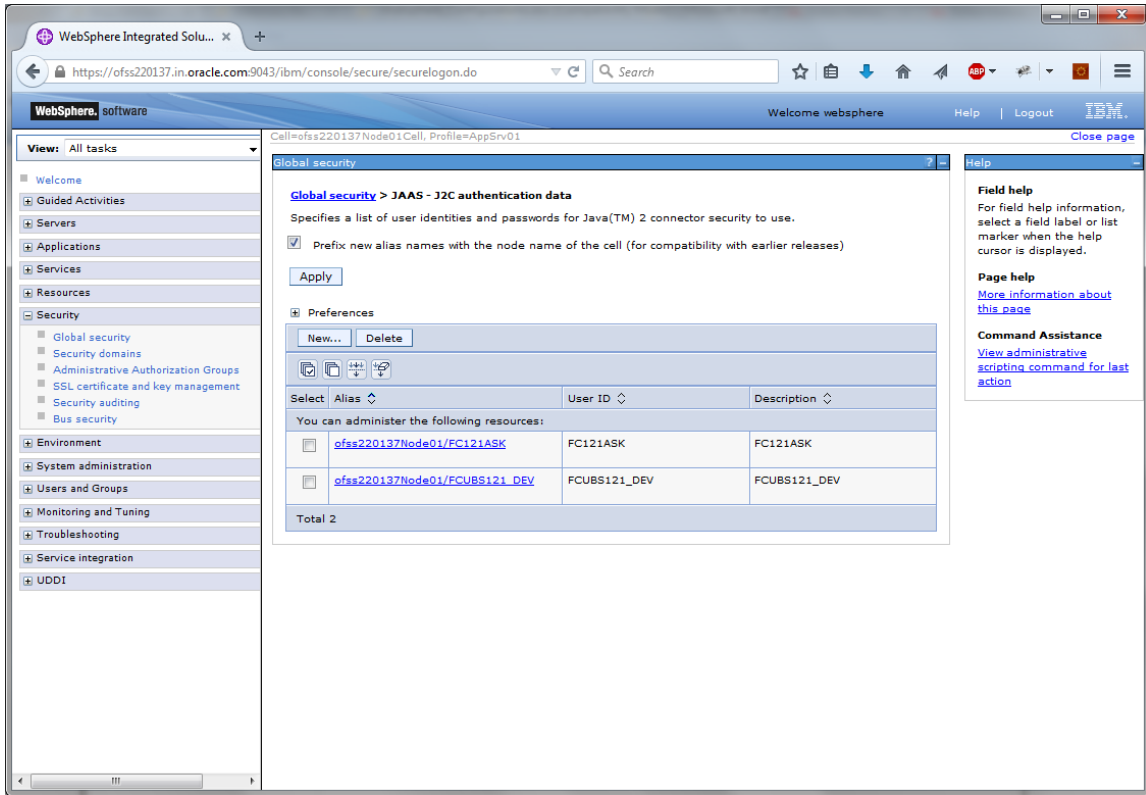 WebSphere Integrated Solu...
https://ofss220137.in.oracle.com:9043/ibm/console/secure/securelogon.do
Search
ABP
WebSphere. software
Welcome websphere
Help | Logout
IBM.
Cell=ofss220137Node01Cell, Profile=AppSrv01
Close page
View: All tasks
Welcome
Guided Activities
Servers
Applications
Services
Resources
Security
Global security
Security domains
Administrative Authorization Groups
SSL certificate and key management
Security auditing
Bus security
Environment
System administration
Users and Groups
Monitoring and Tuning
Troubleshooting
Service integration
UDDI
Global security
Global security > JAAS - J2C authentication data
Specifies a list of user identities and passwords for Java(TM) 2 connector security to use.
Prefix new alias names with the node name of the cell (for compatibility with earlier releases)
Apply
Preferences
New... Delete
Select Alias User ID Description
You can administer the following resources:
ofss220137Node01/FC121ASK FC121ASK FC121ASK
ofss220137Node01/FCUBS121_DEV FCUBS121_DEV FCUBS121_DEV
Total 2
Help
Field help
For field help information,
select a field label or list
marker when the help
cursor is displayed.
Page help
More information about
this page
Command Assistance
View administrative
scripting command for last
action